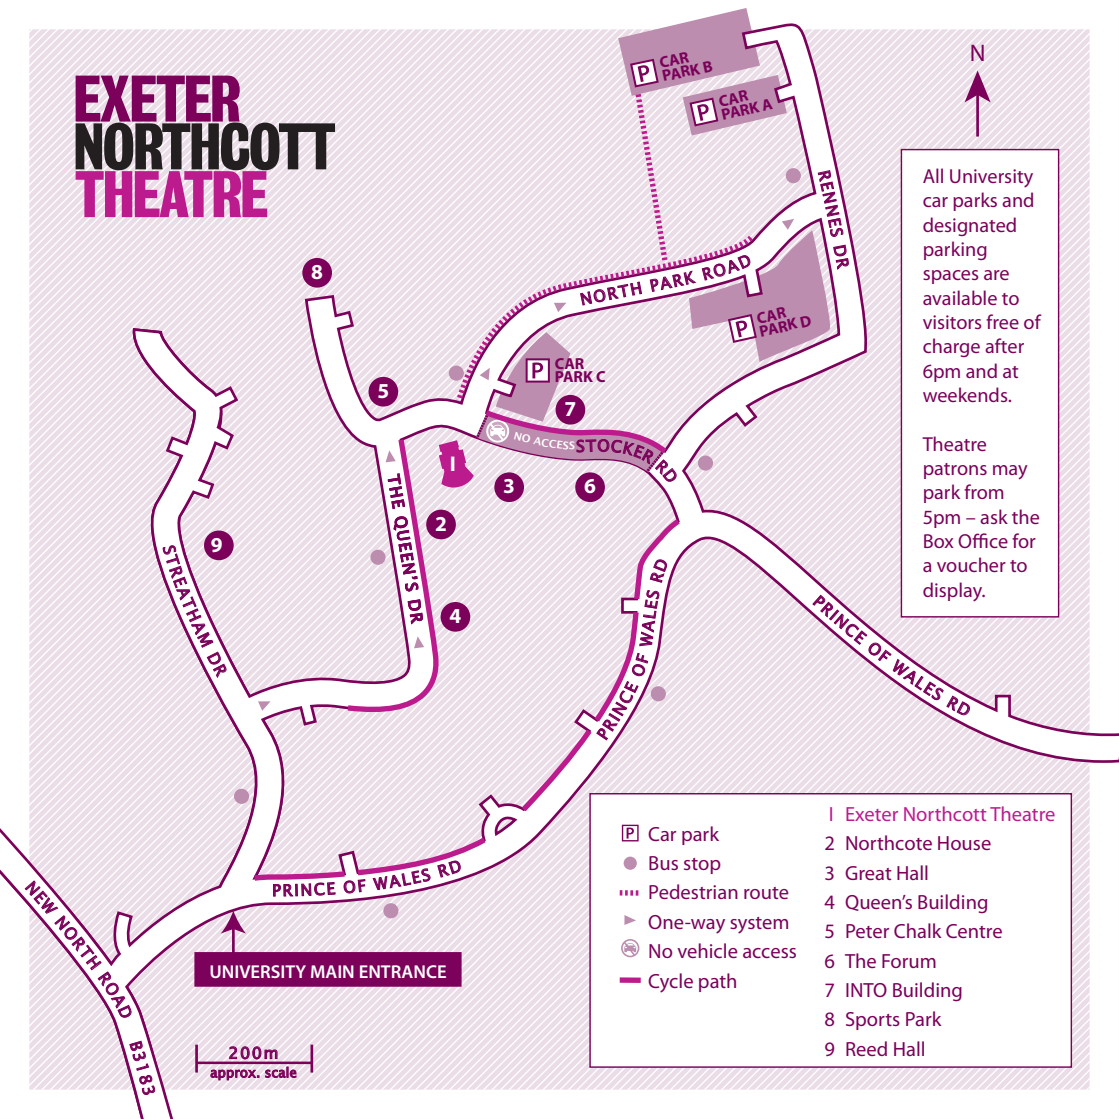 EXETER
NORTHCOTT
THEATRE
P CAR
PARK B
P CAR
PARK A
N
All University
car parks and
designated
parking
spaces are
available to
visitors free of
charge after
6pm and at
weekends.
Theatre
patrons may
park from
5pm – ask the
Box Office for
a voucher to
display.
RENNES DR
NORTH PARK ROAD
P CAR
PARK D
8
P CAR
PARK C
5
7
NO ACCESS
STOCKER RD
1
3
6
2
THE QUEEN'S DR
9
STREATHAM DR
4
PRINCE OF WALES RD
PRINCE OF WALES RD
PRINCE OF WALES RD
NEW NORTH ROAD
B3183
UNIVERSITY MAIN ENTRANCE
200m
approx. scale
P Car park
Bus stop
Pedestrian route
One-way system
No vehicle access
Cycle path
1 Exeter Northcott Theatre
2 Northcote House
3 Great Hall
4 Queen's Building
5 Peter Chalk Centre
6 The Forum
7 INTO Building
8 Sports Park
9 Reed Hall